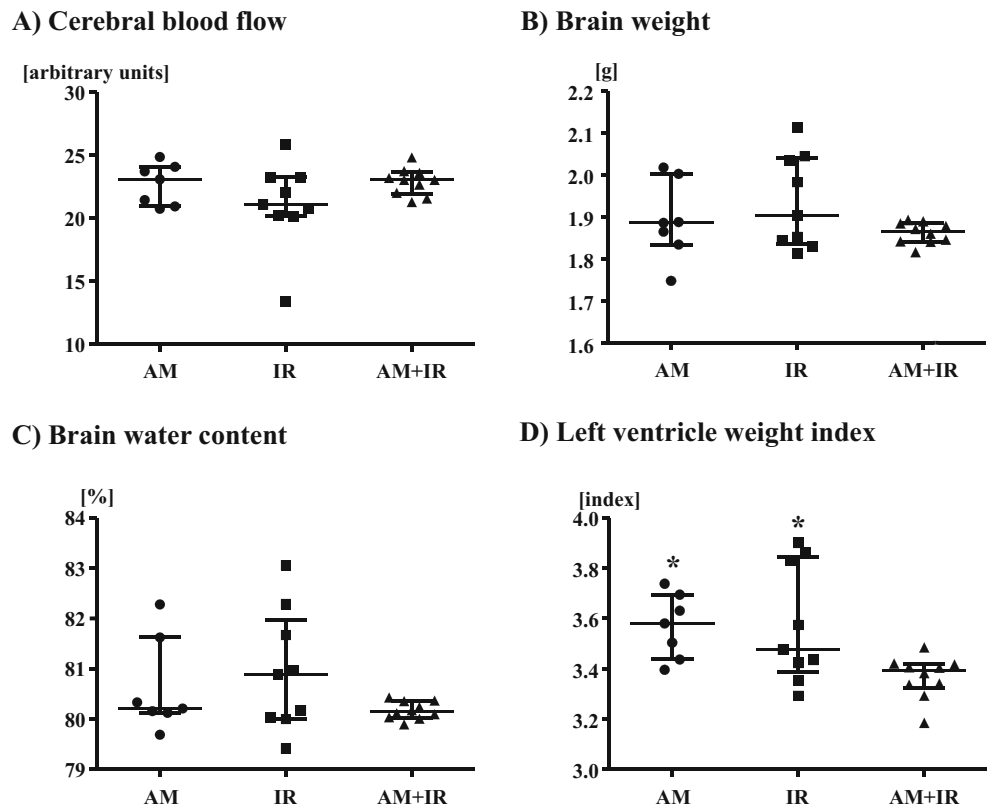 A) Cerebral blood flow
[arbitrary units]
30
25
20
15
10
AM IR AM+IR
B) Brain weight
[g]
2.2
2.1
2.0
1.9
1.8
1.7
1.6
AM IR AM+IR
C) Brain water content
[%]
84
83
82
81
80
79
AM IR AM+IR
D) Left ventricle weight index
[index]
4.0
3.8
3.6
3.4
3.2
3.0
* *
AM IR AM+IR